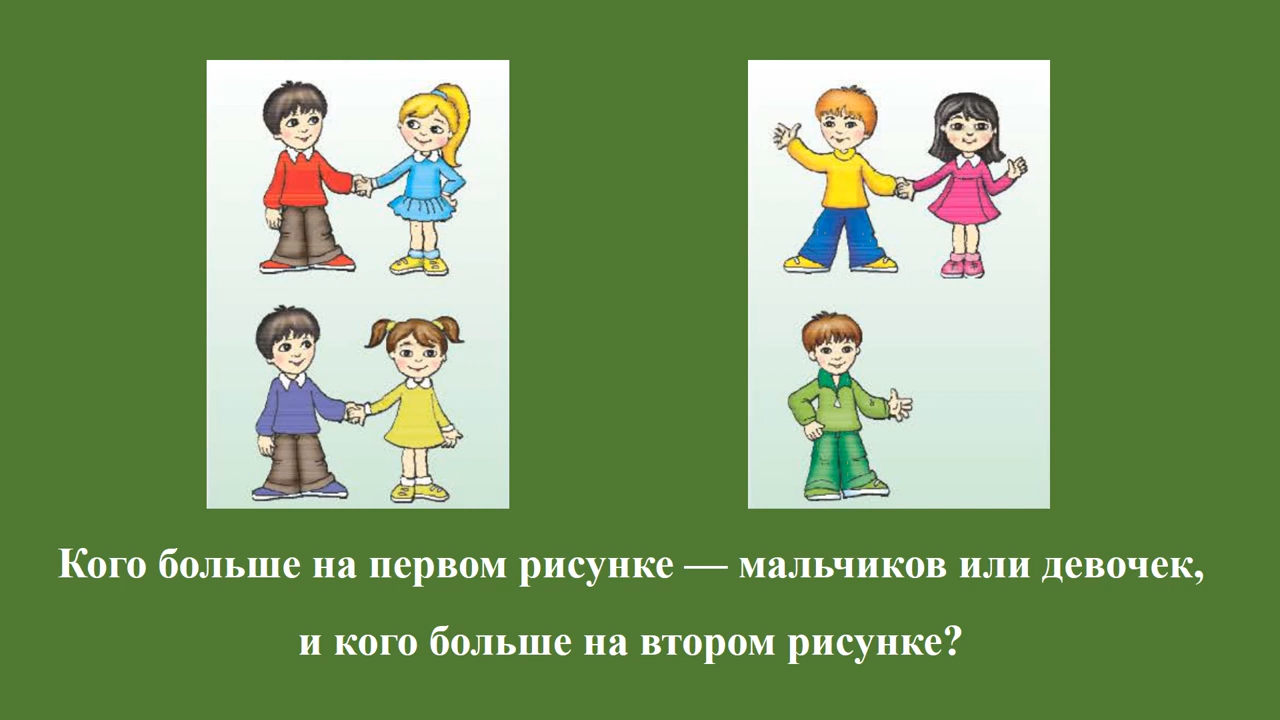 Кого больше на первом рисунке — мальчиков или девочек,
и кого больше на втором рисунке?